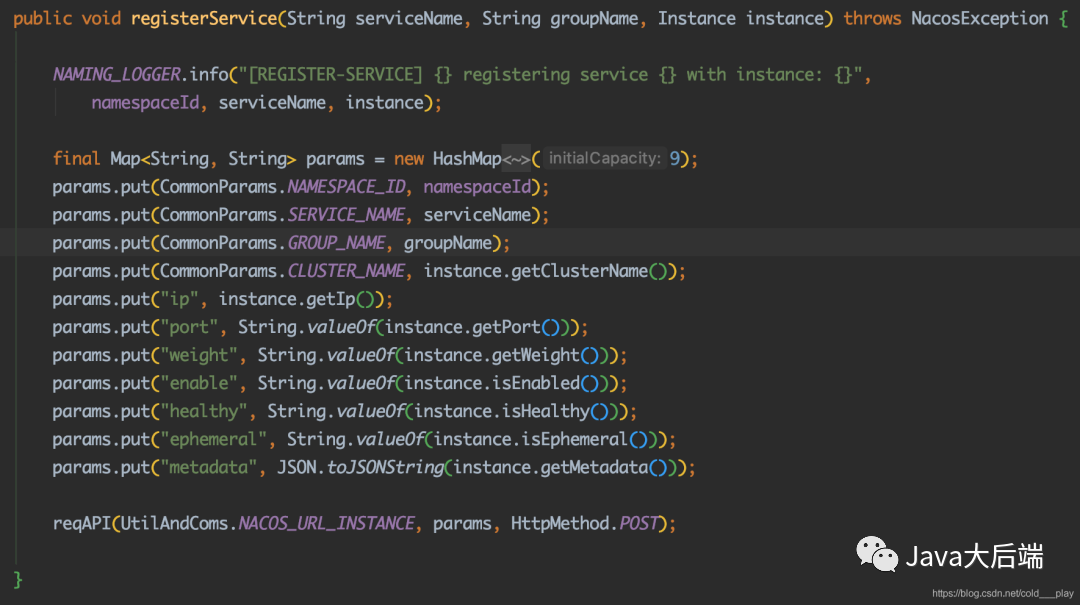 public void registerService(String serviceName, String groupName, Instance instance) throws NacosException {
NAMING_LOGGER.info("[REGISTER-SERVICE] {} registering service {} with instance: {}",
namespaceId, serviceName, instance);
final Map<String, String> params = new HashMap<~>( initialCapacity: 9);
params.put(CommonParams.NAMESPACE_ID, namespaceId);
params.put(CommonParams.SERVICE_NAME, serviceName);
params.put(CommonParams.GROUP_NAME, groupName);
params.put(CommonParams.CLUSTER_NAME, instance.getClusterName());
params.put("ip", instance.getIp());
params.put("port", String.valueOf(instance.getPort()));
params.put("weight", String.valueOf(instance.getWeight()));
params.put("enable", String.valueOf(instance.isEnabled()));
params.put("healthy", String.valueOf(instance.isHealthy()));
params.put("ephemeral", String.valueOf(instance.isEphemeral()));
params.put("metadata", JSON.toJSONString(instance.getMetadata()));
reqAPI(UtilAndComs.NACOS_URL_INSTANCE, params, HttpMethod.POST);
Java大后端
}
https://blog.csdn.net/cold___play